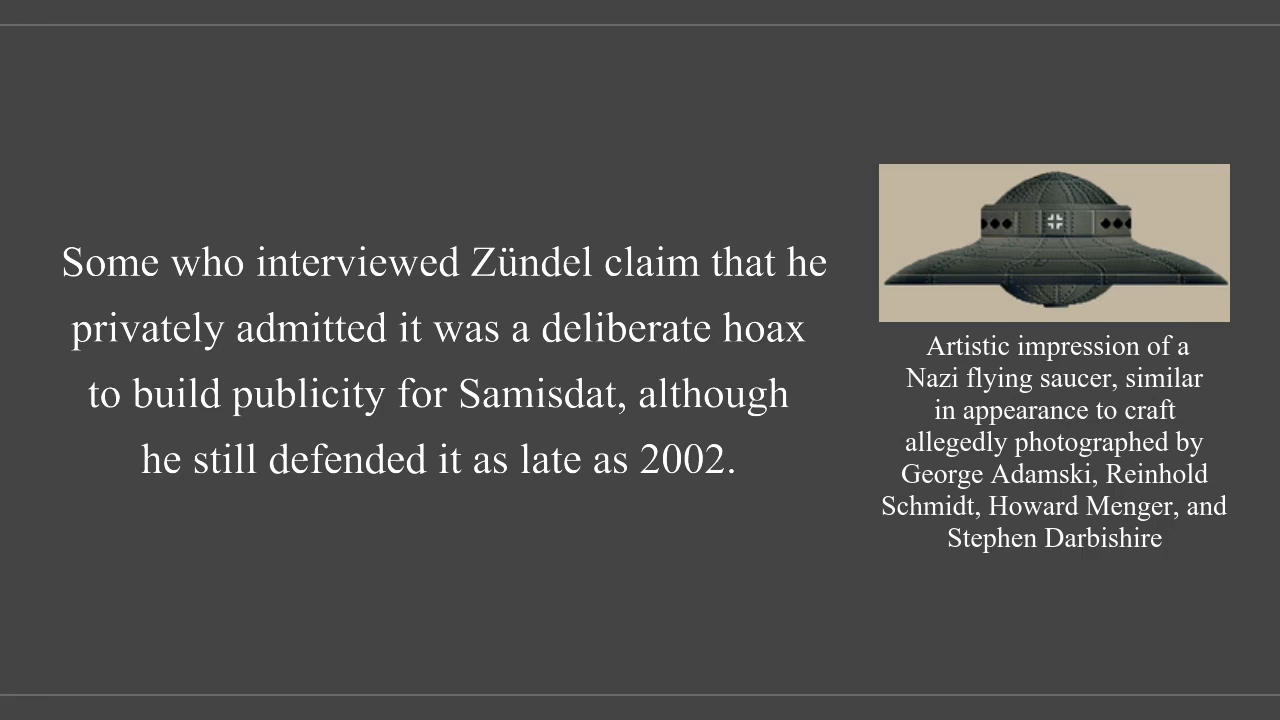 Some who interviewed Zündel claim that he
privately admitted it was a deliberate hoax
to build publicity for Samisdat, although
he still defended it as late as 2002.
Artistic impression of a
Nazi flying saucer, similar
in appearance to craft
allegedly photographed by
George Adamski, Reinhold
Schmidt, Howard Menger, and
Stephen Darbishire